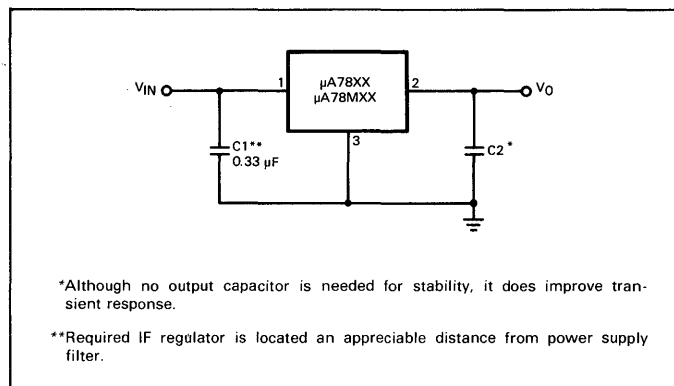 VIN
1
μA78XX
μA78MXX
2
VO
3
C1**
0.33 μF
C2*
*Although no output capacitor is needed for stability, it does improve tran-
sient response.
**Required IF regulator is located an appreciable distance from power supply
filter.